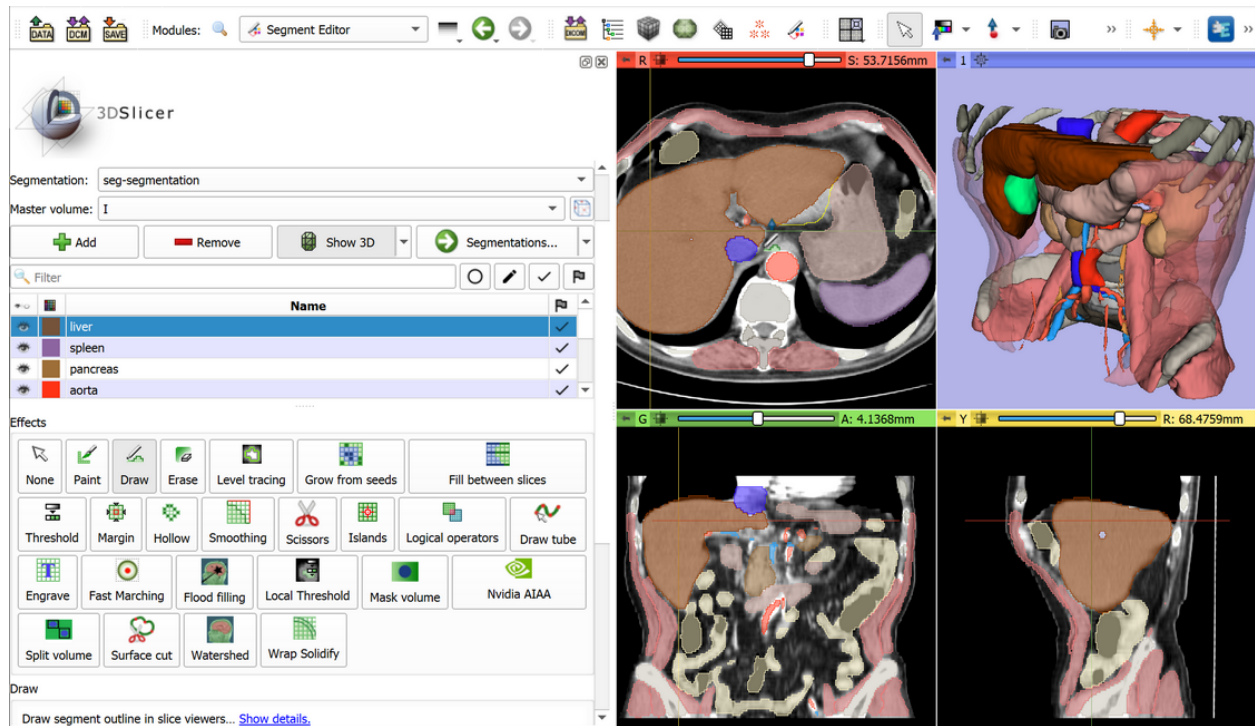 DATA DCM SAVE Modules: Segment Editor DICOM » »
R S: 53.7156mm 1
3DSlicer
Segmentation: seg-segmentation
Master volume: I
Add Remove Show 3D Segmentations...
Filter
Name
liver
spleen
pancreas
aorta
G A: 4.1368mm Y R: 68.4759mm
Effects
None Paint Draw Erase Level tracing Grow from seeds Fill between slices
Threshold Margin Hollow Smoothing Scissors Islands Logical operators Draw tube
Engrave Fast Marching Flood filling Local Threshold Mask volume Nvidia AIAA
Split volume Surface cut Watershed Wrap Solidify
Draw
Draw segment outline in slice viewers... Show details.